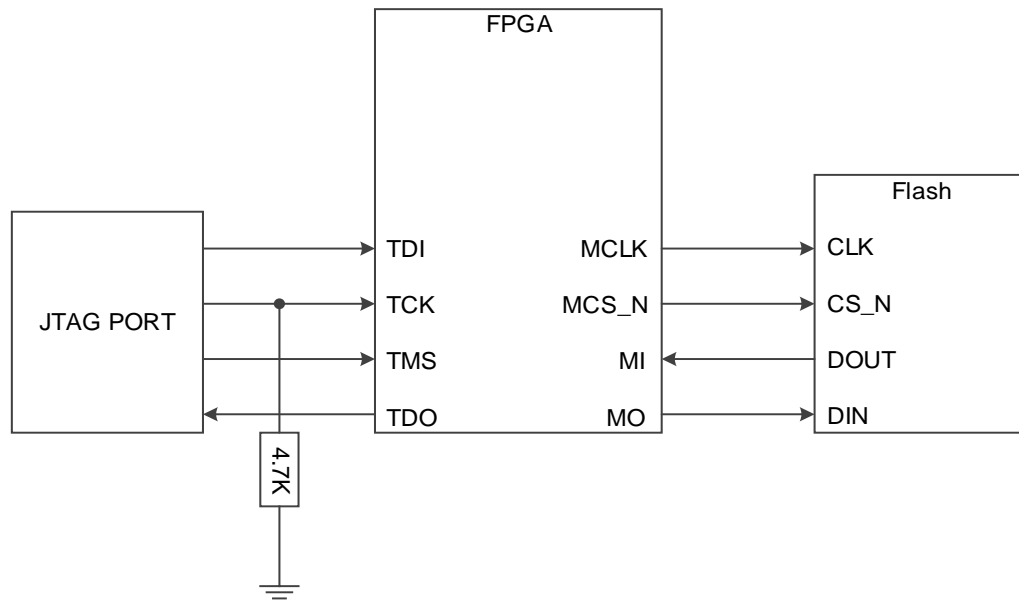 FPGA
Flash
JTAG PORT
TDI
TCK
TMS
TDO
MCLK
MCS_N
MI
MO
CLK
CS_N
DOUT
DIN
4.7K